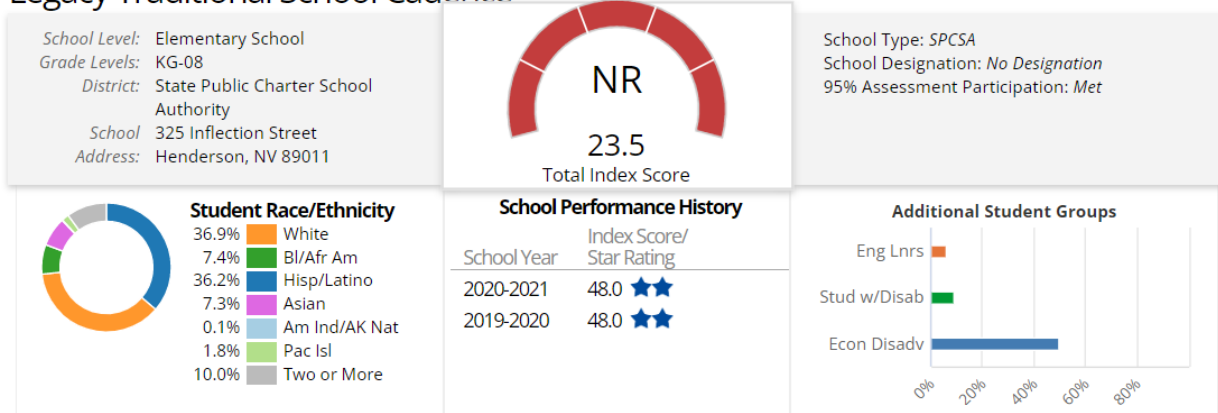 Legacy Traditional School
School Level: Elementary School
Grade Levels: KG-08
District: State Public Charter School
Authority
School 325 Inflection Street
Address: Henderson, NV 89011
NR
23.5
Total Index Score
School Type: SPCSA
School Designation: No Designation
95% Assessment Participation: Met
Student Race/Ethnicity
36.9% White
7.4% Bl/Afr Am
36.2% Hisp/Latino
7.3% Asian
0.1% Am Ind/AK Nat
1.8% Pac Isl
10.0% Two or More
School Performance History
School Year Index Score/
Star Rating
2020-2021 48.0
2019-2020 48.0
Additional Student Groups
Eng Lnrs
Stud w/Disab
Econ Disadv
0% 20% 40% 60% 80%